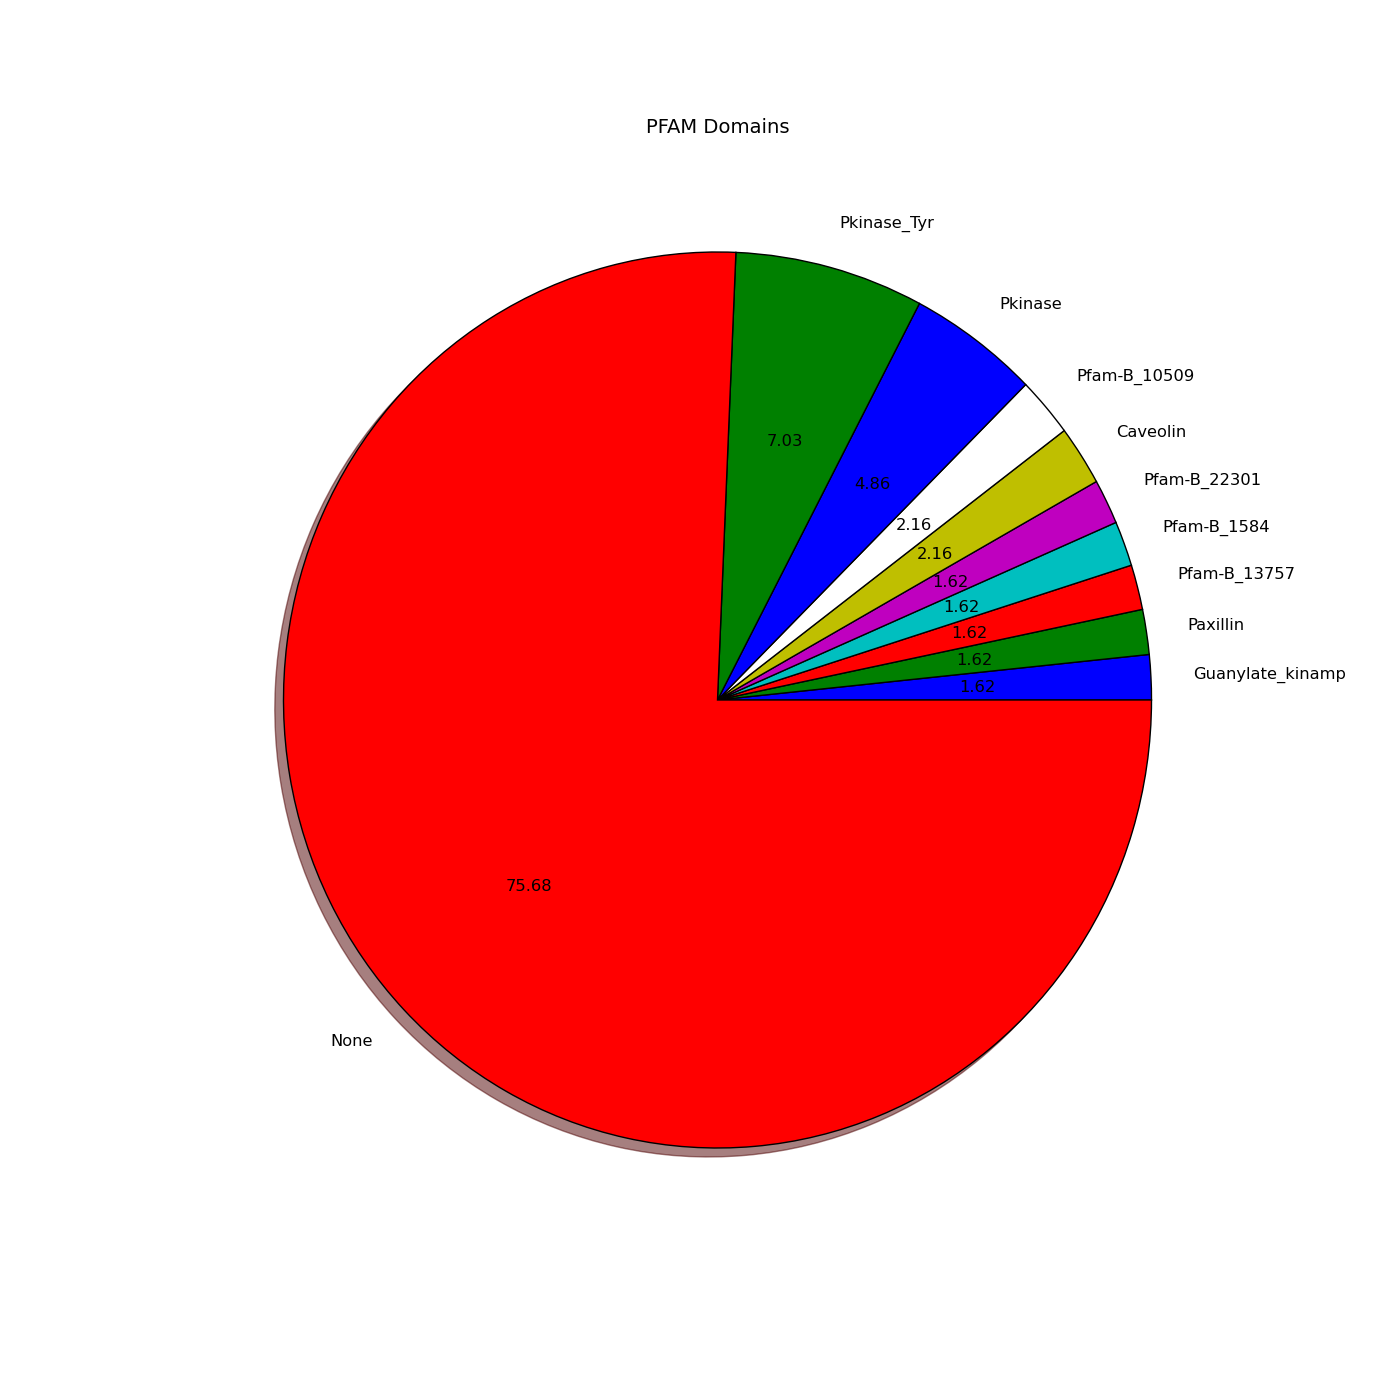 PFAM Domains
Pkinase_Tyr
Pkinase
Pfam-B_10509
Caveolin
Pfam-B_22301
Pfam-B_1584
Pfam-B_13757
Paxillin
Guanylate_kinamp
None
7.03
4.86
2.16
2.16
1.62
1.62
1.62
1.62
1.62
75.68